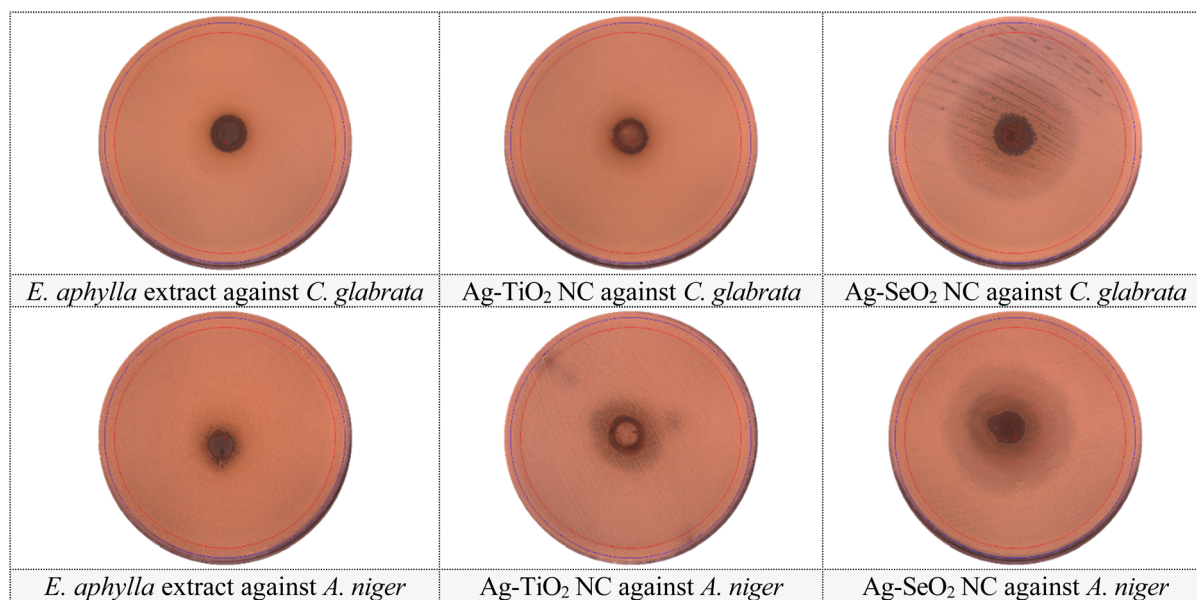 E. aphylla extract against C. glabrata
Ag-TiO₂ NC against C. glabrata
Ag-SeO₂ NC against C. glabrata
E. aphylla extract against A. niger
Ag-TiO₂ NC against A. niger
Ag-SeO₂ NC against A. niger